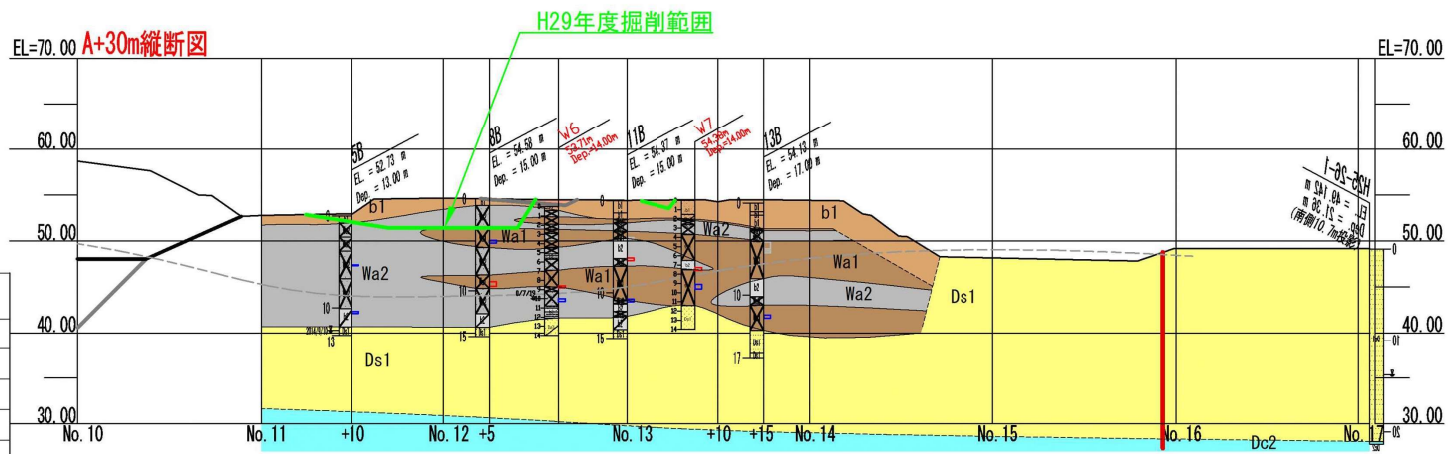 H29年度掘削範囲
EL=70.00
A+30m縦断図
EL=70.00
60.00
60.00
50.00
50.00
40.00
40.00
30.00
30.00
5B
EL. = 52.73 m
Dep. = 13.00 m
8B
EL. = 54.58 m
Dep. = 15.00 m
W6
53.71m
Dep.=14.00m
11B
Dep. = 15.00 m
W7
54.38m
Dep.=14.00m
13B
EL. = 54.13 m
Dep. = 17.00 m
H25-26-1
EL. = 49.142 m
Dep. = 21.36 m
b1
b1
Wa1
Wa2
Wa2
Wa1
Wa1
Wa2
Ds1
Ds1
Dc2
No.10
No.11
+10
No.12
+5
No.13
+10
+15
No.14
No.15
No.16
No.17